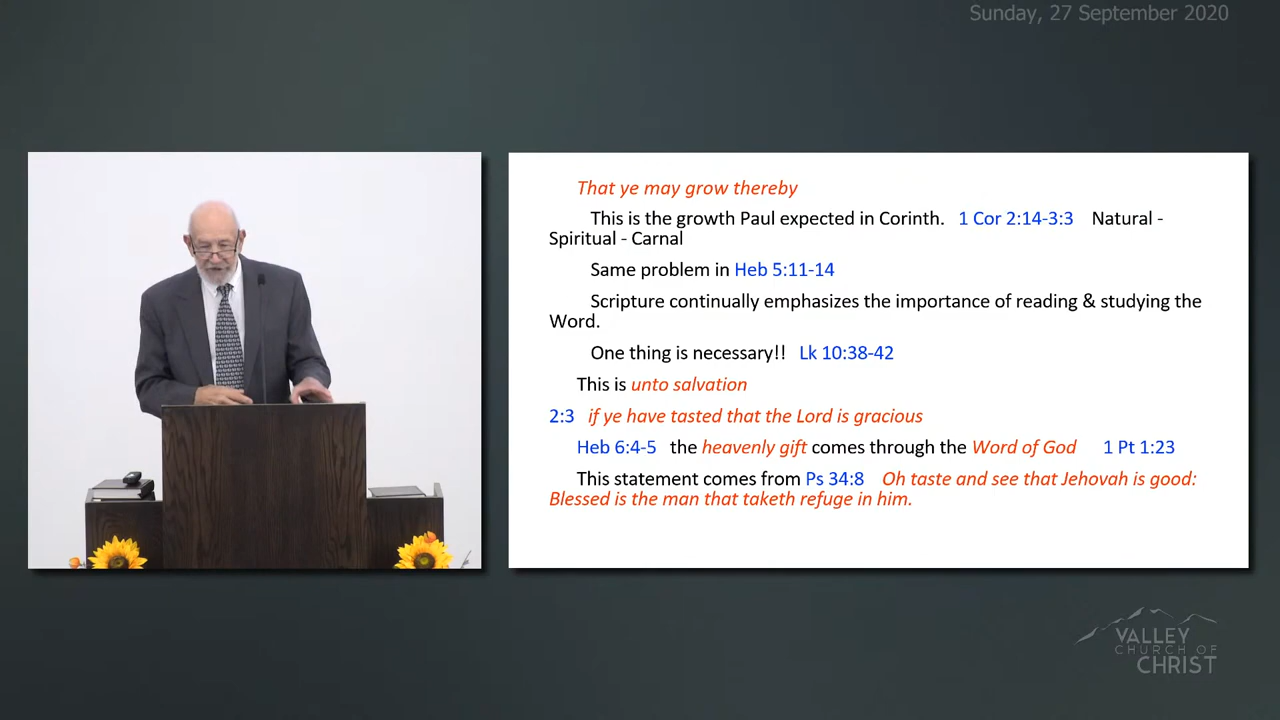 Sunday, 27 September 2020
That ye may grow thereby
This is the growth Paul expected in Corinth. 1 Cor 2:14-3:3 Natural -
Spiritual - Carnal
Same problem in Heb 5:11-14
Scripture continually emphasizes the importance of reading & studying the
Word.
One thing is necessary!! Lk 10:38-42
This is unto salvation
2:3 if ye have tasted that the Lord is gracious
Heb 6:4-5 the heavenly gift comes through the Word of God 1 Pt 1:23
This statement comes from Ps 34:8 Oh taste and see that Jehovah is good:
Blessed is the man that taketh refuge in him.
VALLEY
CHURCH OF
CHRIST